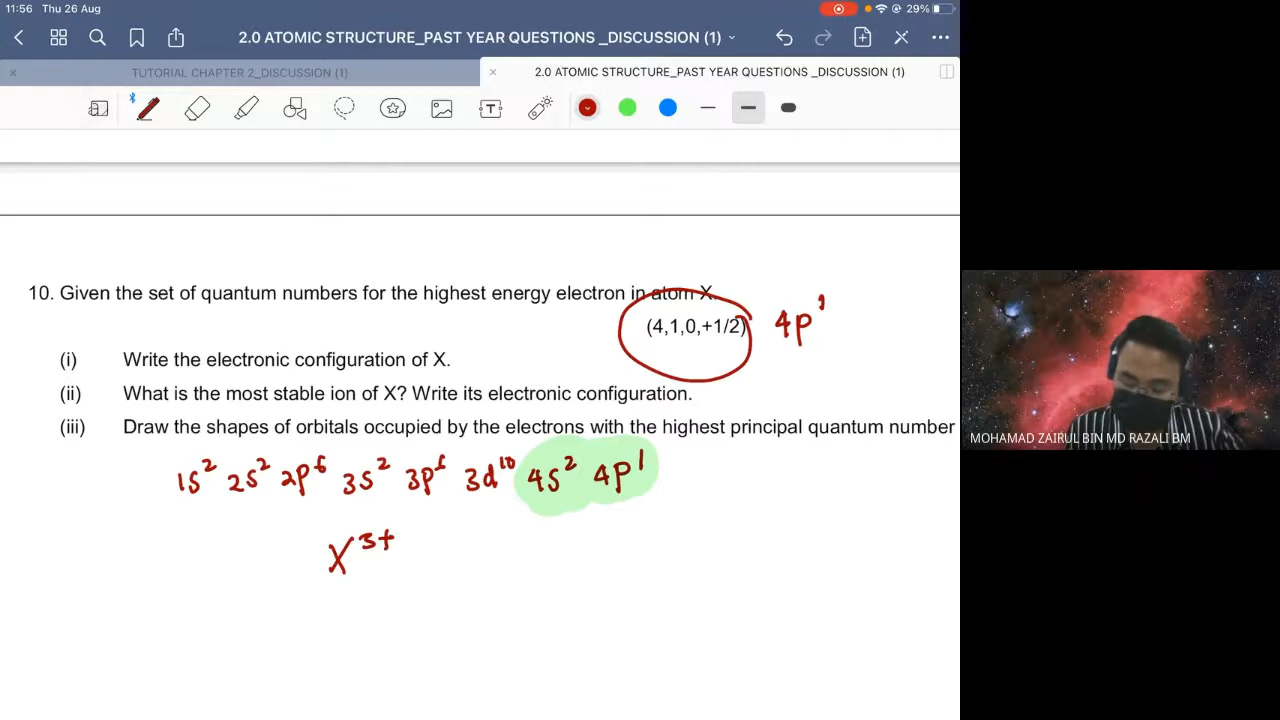 11:56 Thu 26 Aug
29%
2.0 ATOMIC STRUCTURE_PAST YEAR QUESTIONS _DISCUSSION (1)
TUTORIAL CHAPTER 2_DISCUSSION (1)
2.0 ATOMIC STRUCTURE_PAST YEAR QUESTIONS _DISCUSSION (1)
10. Given the set of quantum numbers for the highest energy electron in atom X.
(4,1,0,+1/2) 4p¹
(i) Write the electronic configuration of X.
(ii) What is the most stable ion of X? Write its electronic configuration.
(iii) Draw the shapes of orbitals occupied by the electrons with the highest principal quantum number
1s² 2s² 2p⁶ 3s² 3p⁶ 3d¹⁰ 4s² 4p¹
X³⁺
MOHAMAD ZAIRUL BIN MD RAZALI BM